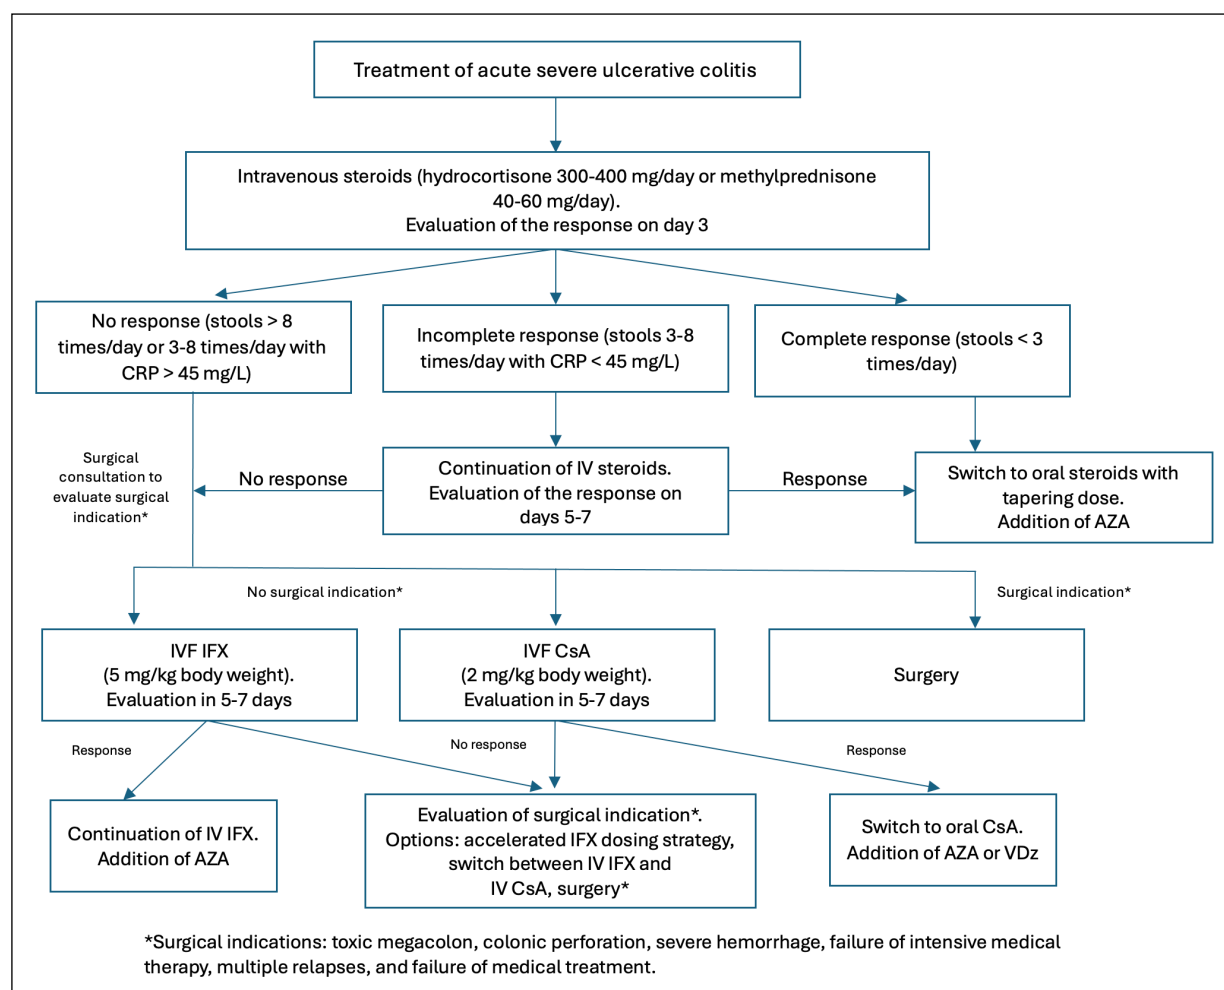 Treatment of acute severe ulcerative colitis
Intravenous steroids (hydrocortisone 300-400 mg/day or methylprednisone
40-60 mg/day).
Evaluation of the response on day 3
No response (stools > 8
times/day or 3-8 times/day with
CRP > 45 mg/L)
Incomplete response (stools 3-8
times/day with CRP < 45 mg/L)
Complete response (stools < 3
times/day)
Surgical
consultation to
evaluate surgical
indication*
No response
Continuation of IV steroids.
Evaluation of the response on
days 5-7
Response
Switch to oral steroids with
tapering dose.
Addition of AZA
No surgical indication*
Surgical indication*
IVF IFX
(5 mg/kg body weight).
Evaluation in 5-7 days
IVF CsA
(2 mg/kg body weight).
Evaluation in 5-7 days
Surgery
Response
No response
Response
Continuation of IV IFX.
Addition of AZA
Evaluation of surgical indication*.
Options: accelerated IFX dosing strategy,
switch between IV IFX and
IV CsA, surgery*
Switch to oral CsA.
Addition of AZA or VDz
*Surgical indications: toxic megacolon, colonic perforation, severe hemorrhage, failure of intensive medical
therapy, multiple relapses, and failure of medical treatment.